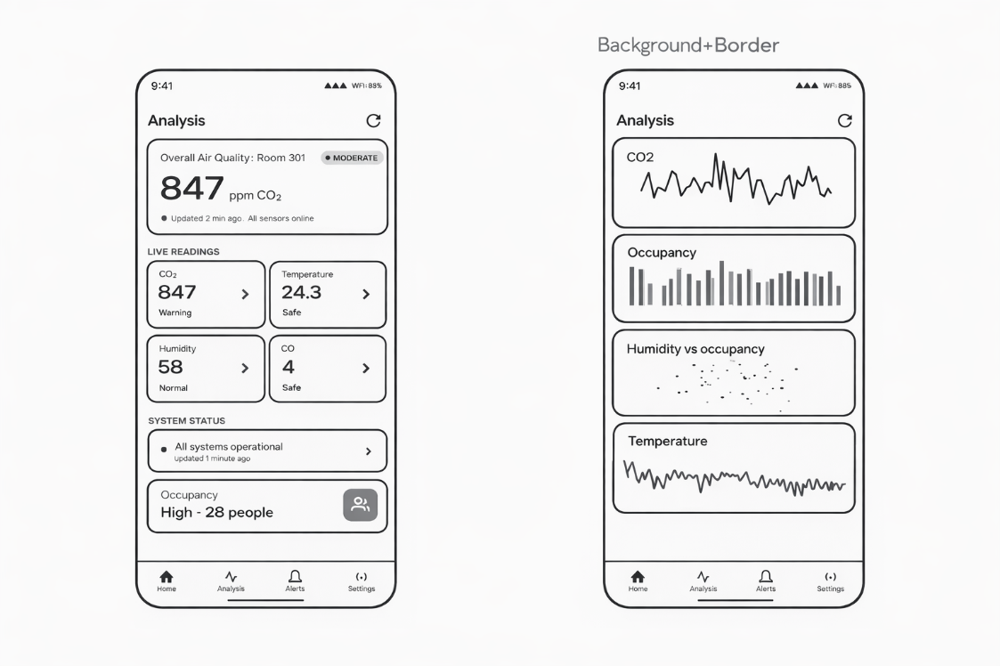 Background+Border
9:41 ▲▲▲ WFI:88%
Analysis
Overall Air Quality: Room 301 ● MODERATE
847 ppm CO₂
● Updated 2 min ago. All sensors online
LIVE READINGS
CO₂
847
Warning
Temperature
24.3
Safe
Humidity
58
Normal
CO
4
Safe
SYSTEM STATUS
All systems operational
Updated 1 minute ago
Occupancy
High - 28 people
Home Analysis Alerts Settings
9:41 ▲▲▲
Analysis
CO2
Occupancy
Humidity vs occupancy
Temperature
Home Analysis Alerts Settings